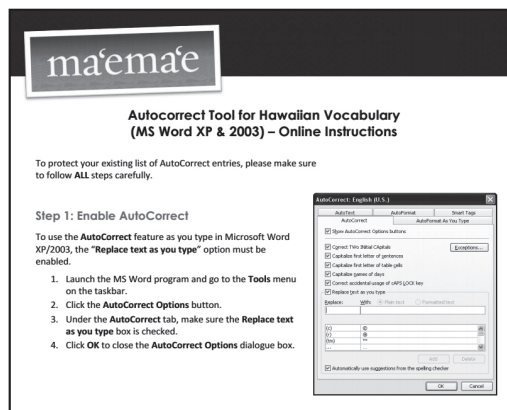 ma‘ema‘e
Autocorrect Tool for Hawaiian Vocabulary
(MS Word XP & 2003) – Online Instructions
To protect your existing list of AutoCorrect entries, please make sure
to follow ALL steps carefully.
Step 1: Enable AutoCorrect
To use the AutoCorrect feature as you type in Microsoft Word
XP/2003, the “Replace text as you type” option must be
enabled.
1. Launch the MS Word program and go to the Tools menu
on the taskbar.
2. Click the AutoCorrect Options button.
3. Under the AutoCorrect tab, make sure the Replace text
as you type box is checked.
4. Click OK to close the AutoCorrect Options dialogue box.
AutoCorrect: English (U.S.)
AutoText AutoFormat Smart Tags
AutoCorrect AutoFormat As You Type
Show AutoCorrect Options buttons
Correct TWo INitial CApitals Exceptions...
Capitalize first letter of sentences
Capitalize first letter of table cells
Capitalize names of days
Correct accidental usage of cAPS LOCK key
Replace text as you type
Replace: With: Plain text Formatted text
(c) ©
(r) ®
(tm) ™
... …
Add Delete
Automatically use suggestions from the spelling checker
OK Cancel